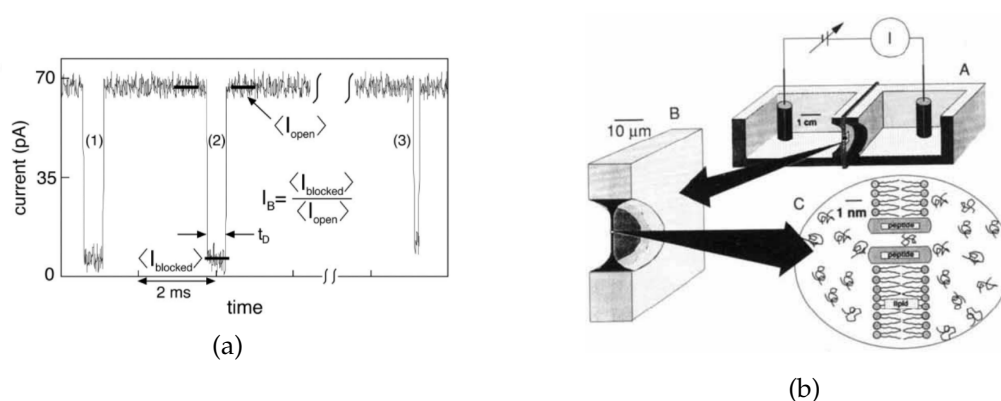 70
35
0
current (pA)
(1)
(2)
(3)
⟨I_open⟩
I_B = ⟨I_blocked⟩ / ⟨I_open⟩
t_D
⟨I_blocked⟩
2 ms
time
(a)
I
A
1 cm
B
10 μm
C
1 nm
peptide
peptide
lipid
(b)